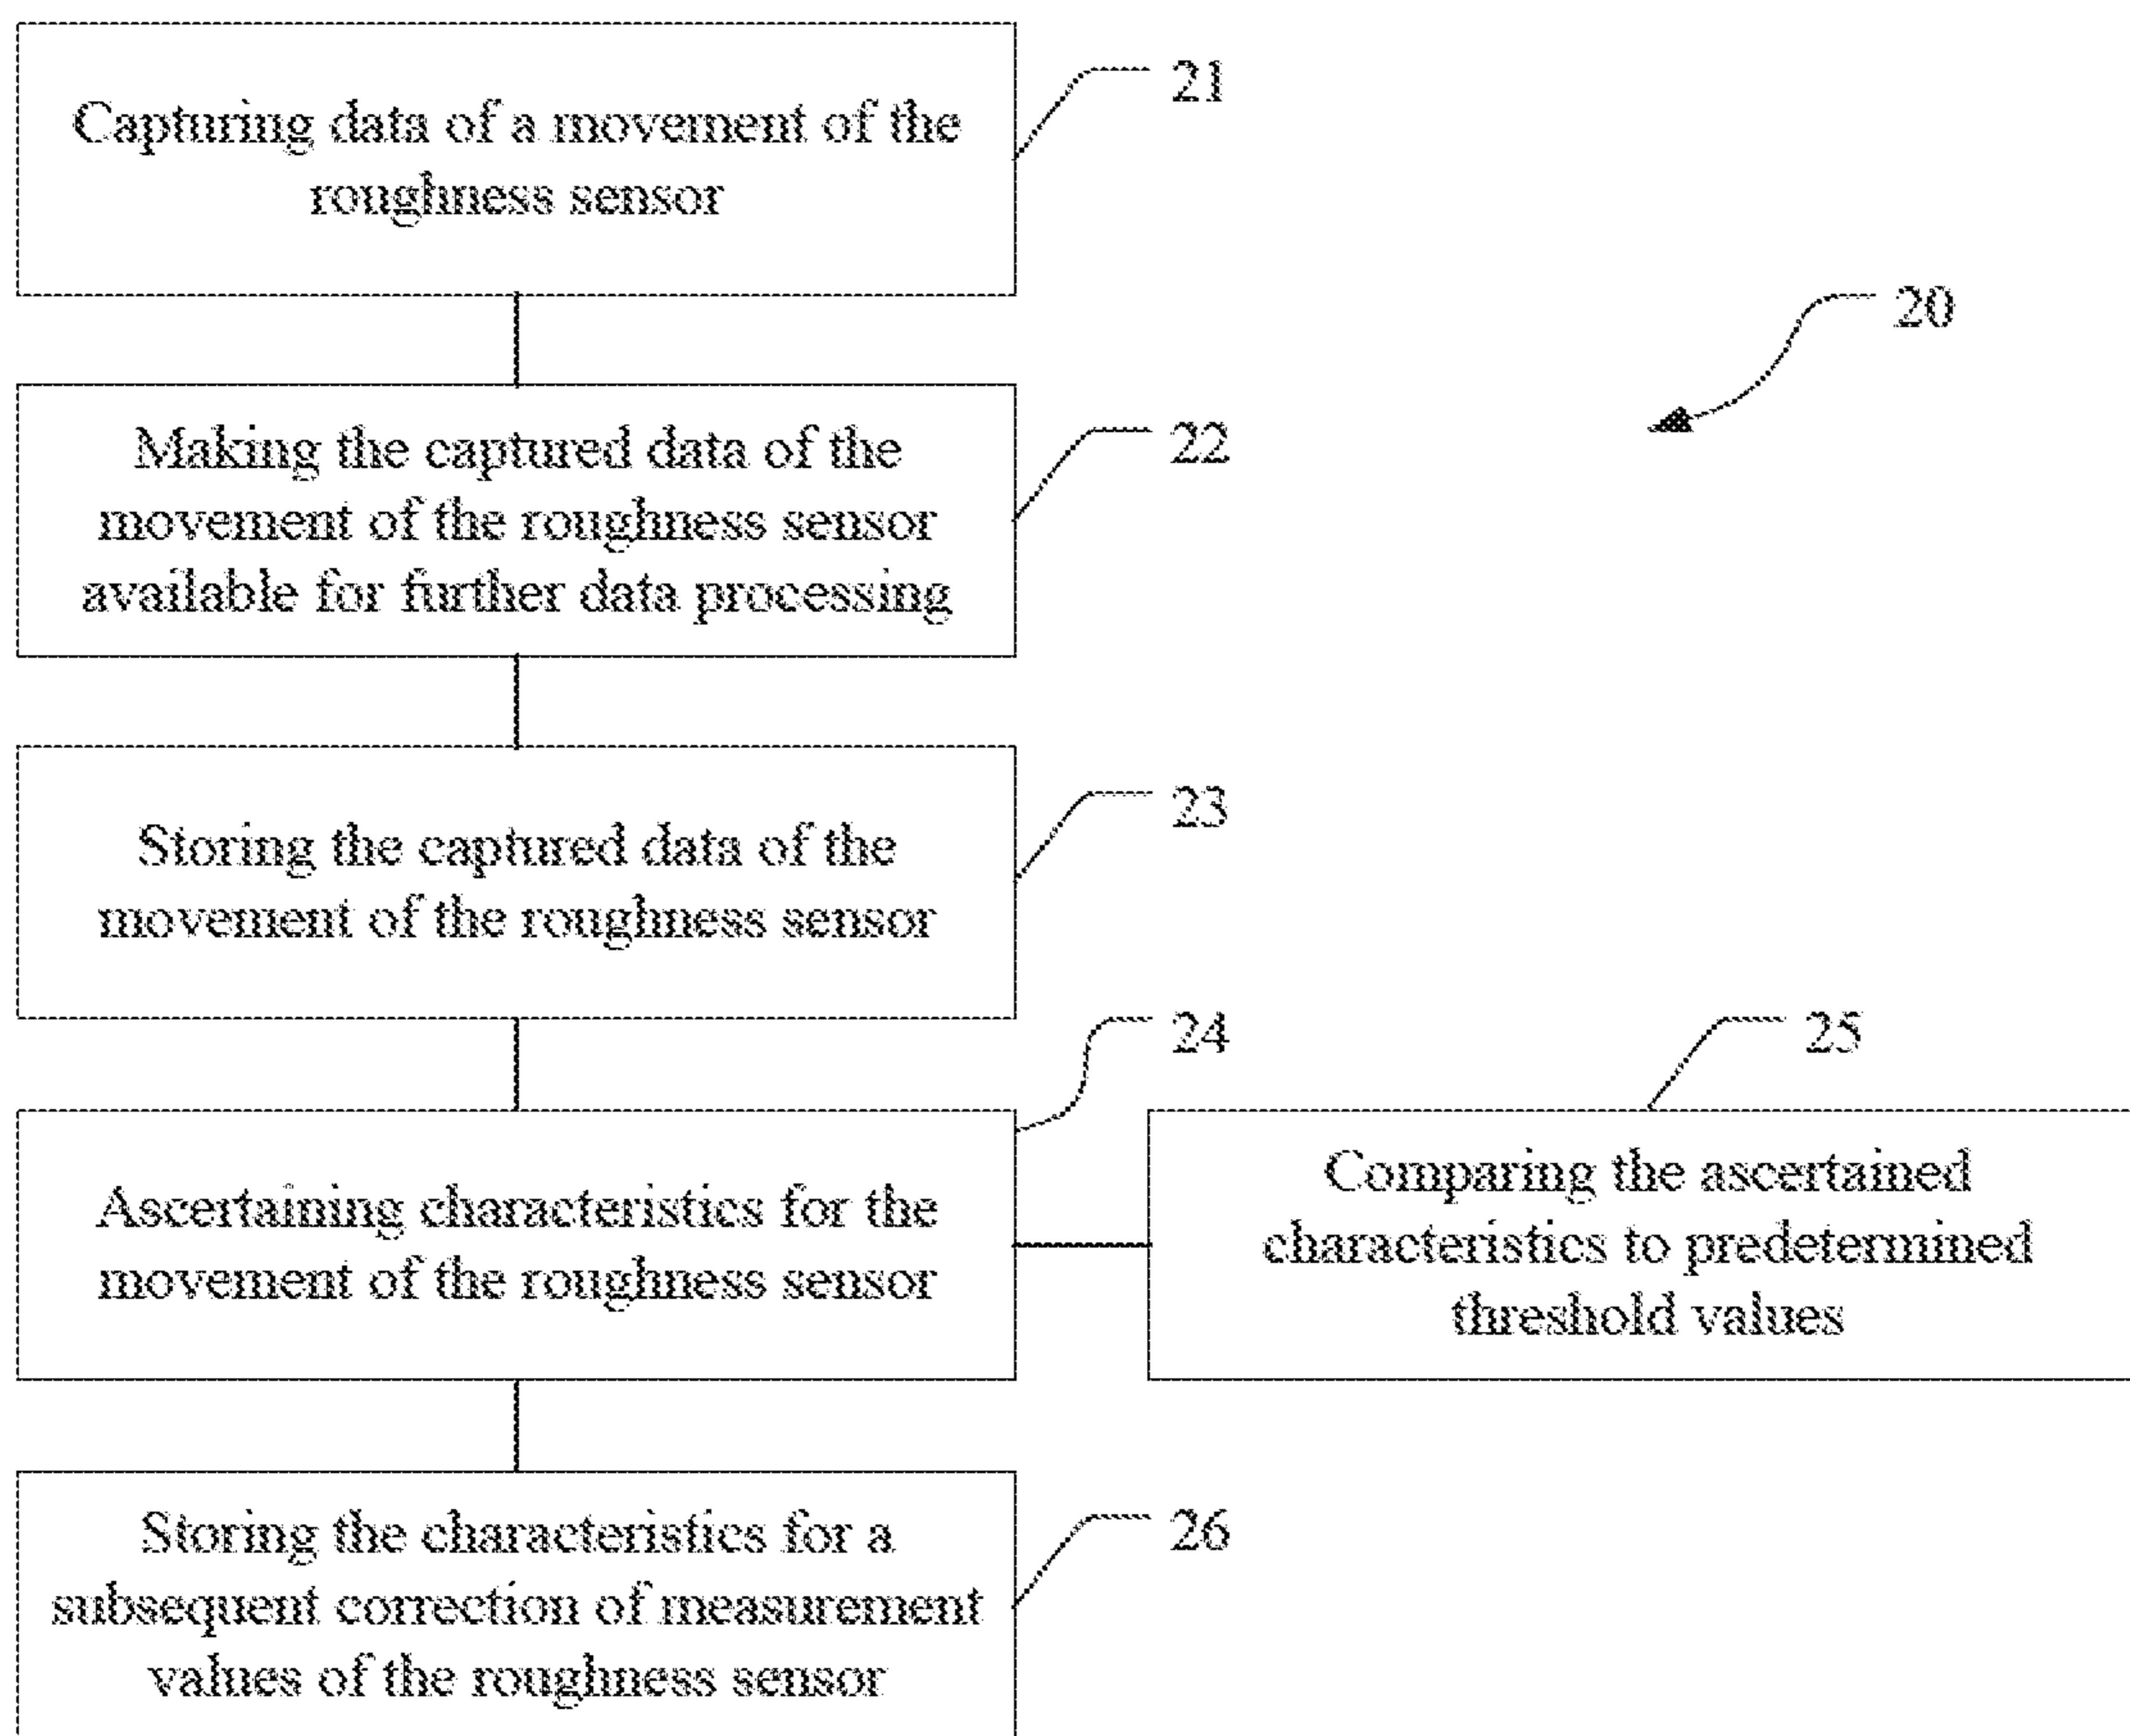 Capturing data of a movement of the
roughness sensor
21
20
Making the captured data of the
movement of the roughness sensor
available for further data processing
22
Storing the captured data of the
movement of the roughness sensor
23
Ascertaining characteristics for the
movement of the roughness sensor
24
Comparing the ascertained
characteristics to predetermined
threshold values
25
Storing the characteristics for a
subsequent correction of measurement
values of the roughness sensor
26